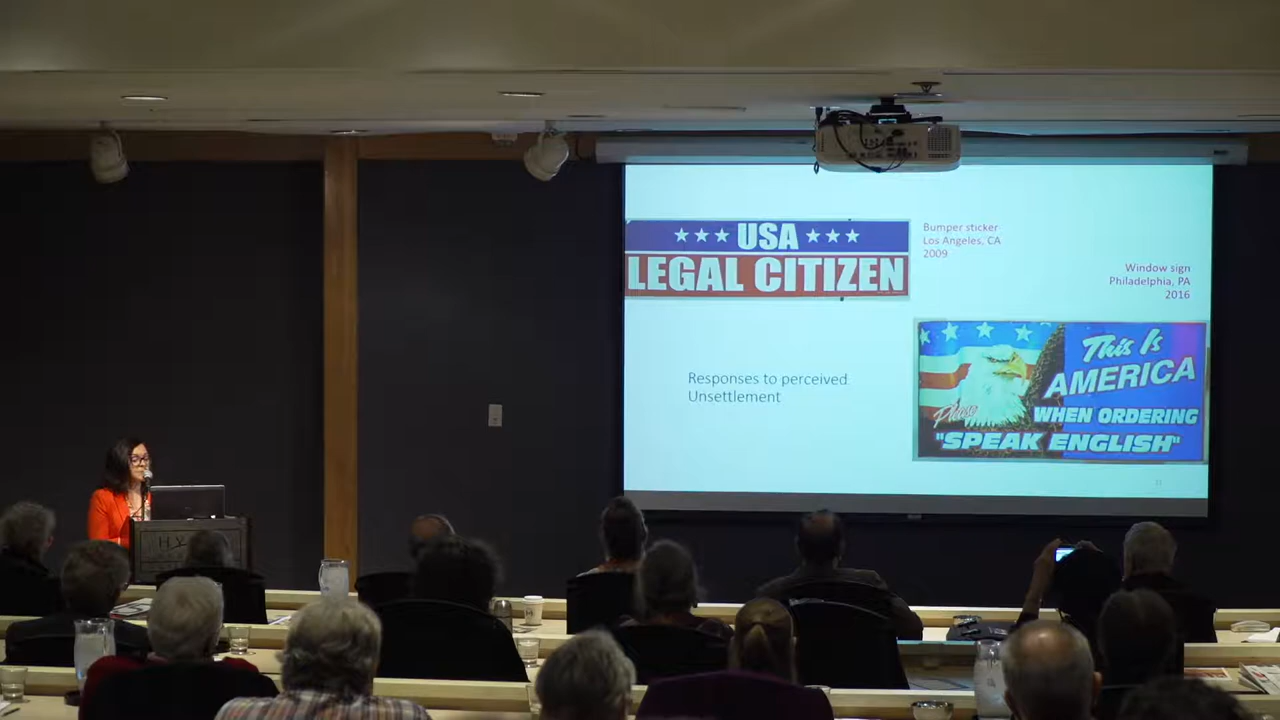 USA
LEGAL CITIZEN
Bumper sticker
Los Angeles, CA
2009
Window sign
Philadelphia, PA
2016
Responses to perceived
Unsettlement
This Is
AMERICA
Please
WHEN ORDERING
"SPEAK ENGLISH"